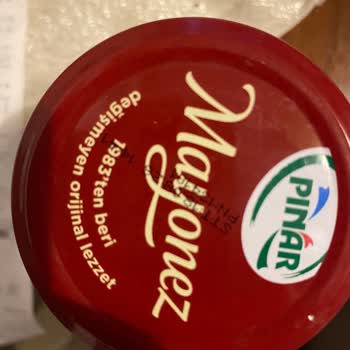 PINAR
Mayonez
1983'ten beri
değişmeyen orijinal lezzet